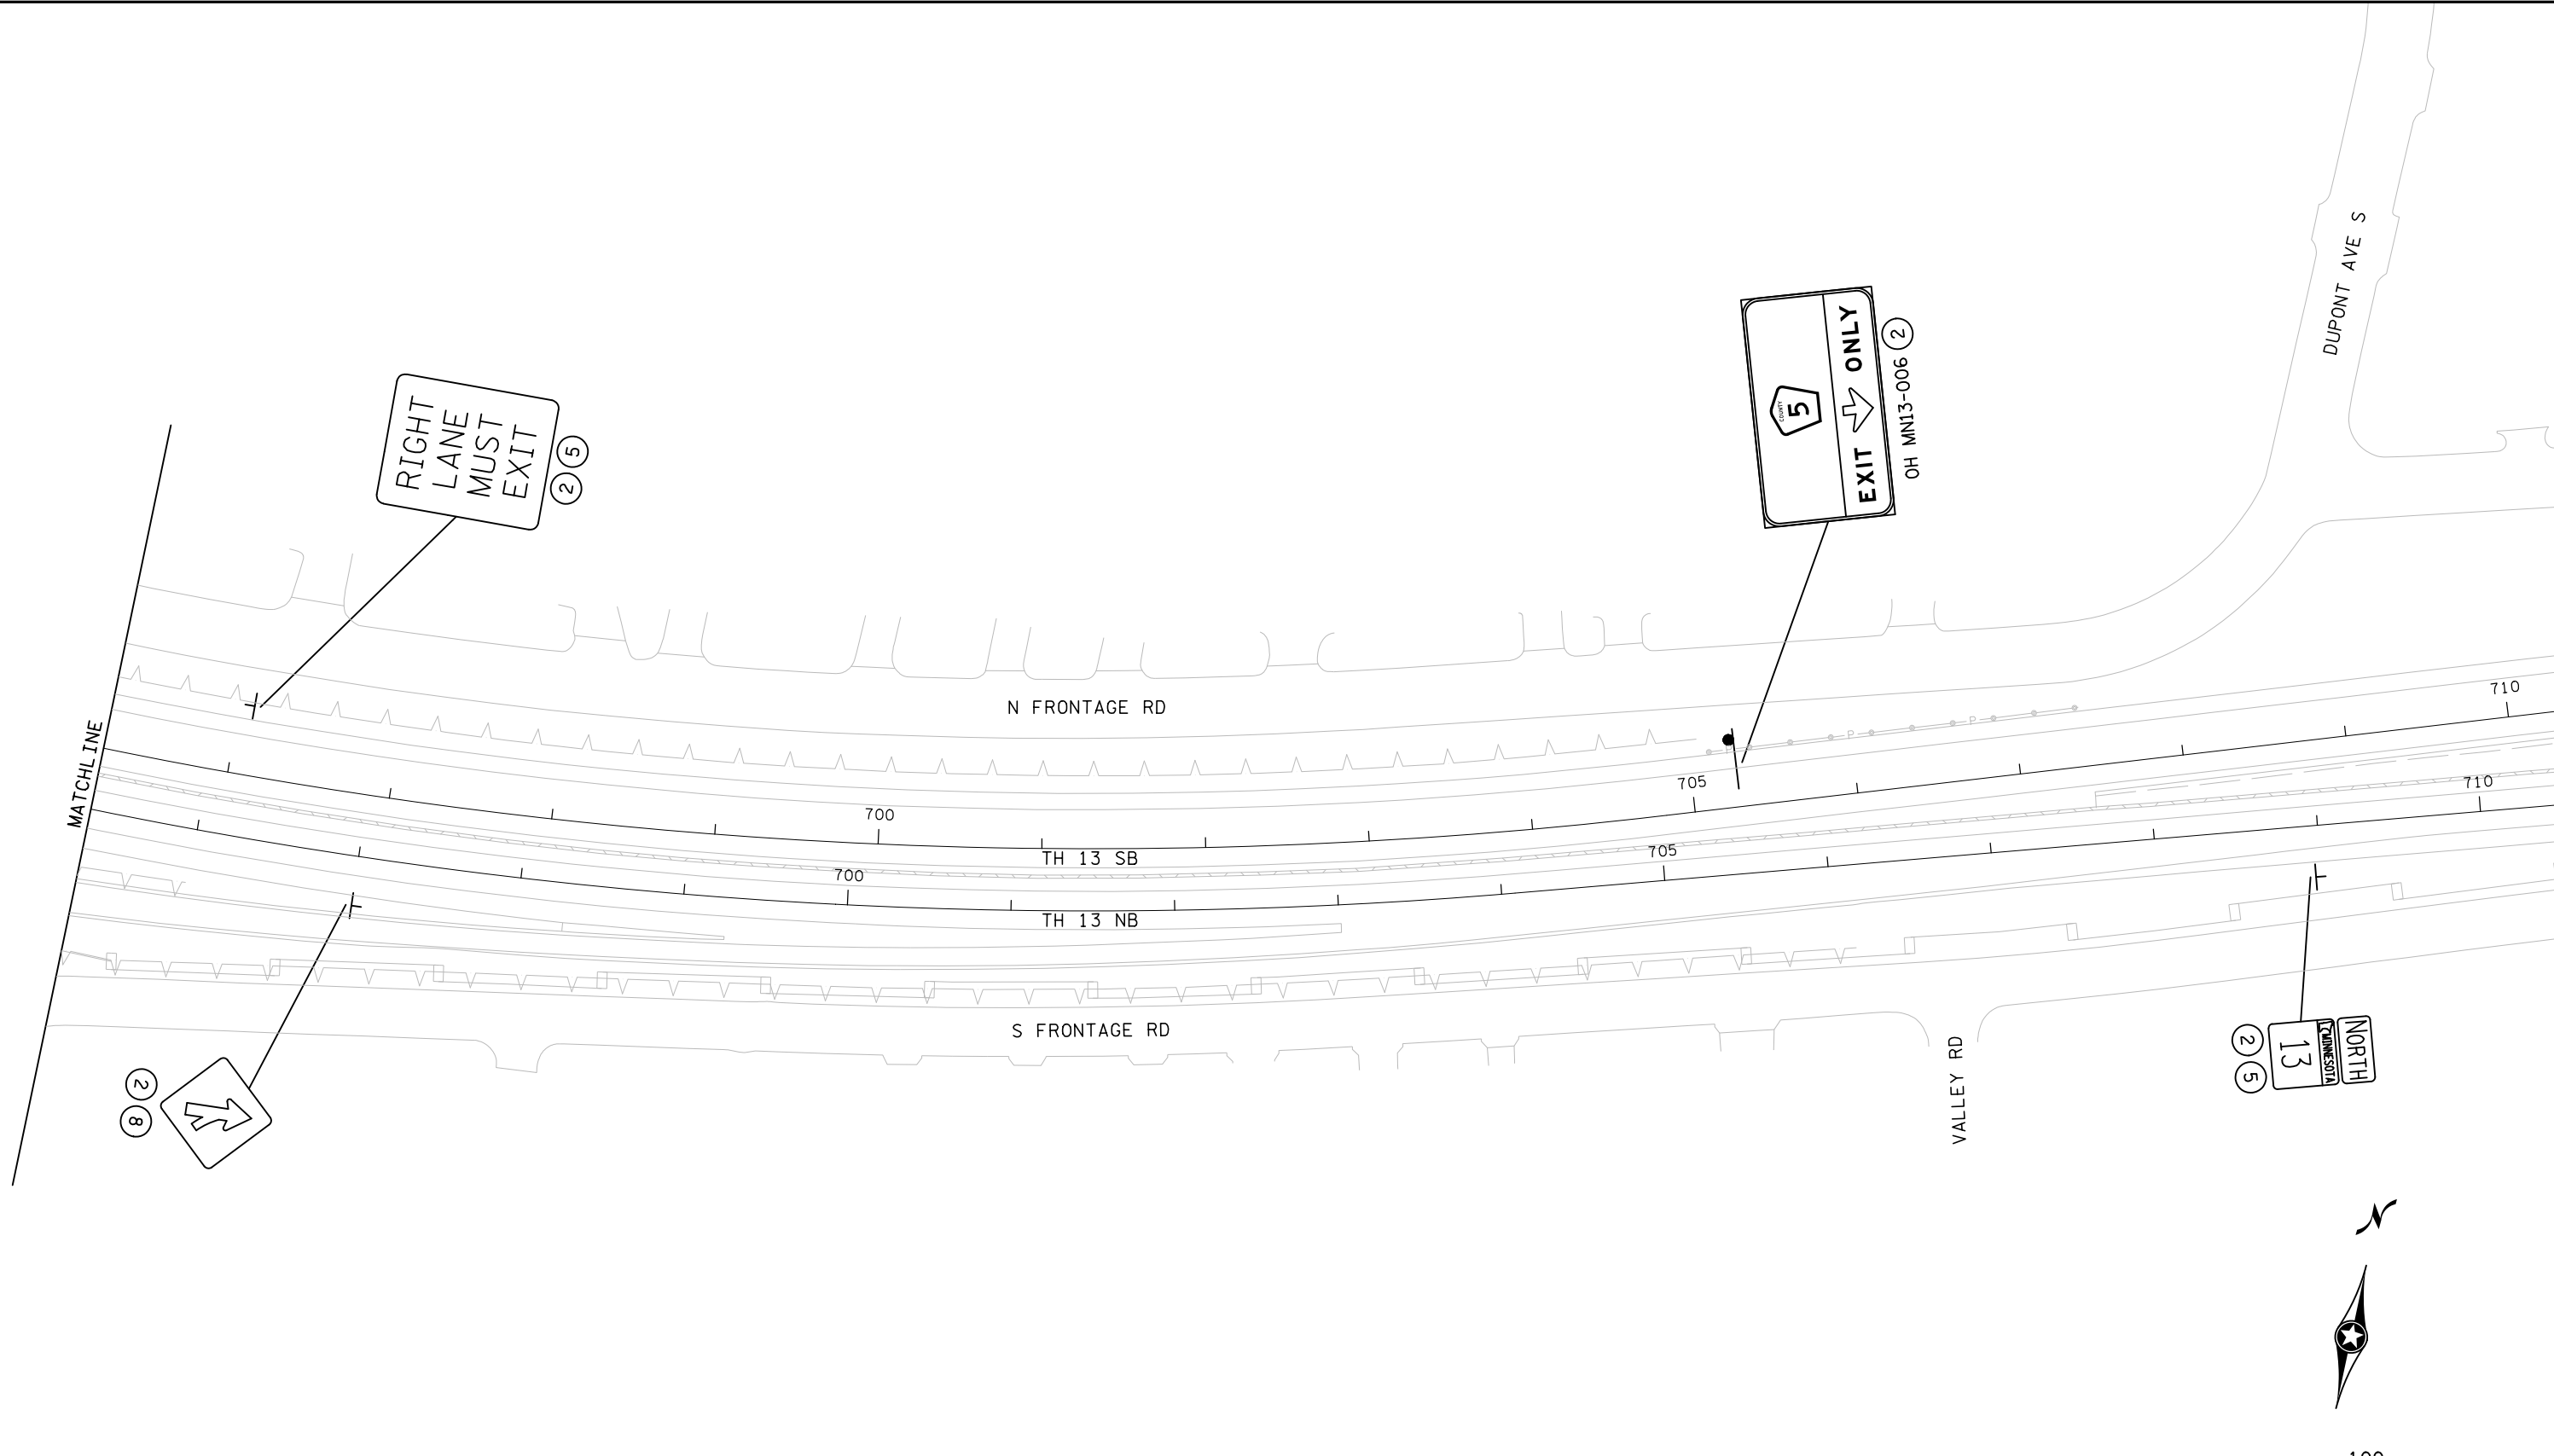 DUPONT AVE S
RIGHT
LANE
MUST
EXIT
2 5
COUNTY
5
EXIT ONLY
OH MN13-006 2
MATCHLINE
N FRONTAGE RD
700
705
710
TH 13 SB
700
705
710
TH 13 NB
P
P
S FRONTAGE RD
VALLEY RD
2
8
NORTH
MINNESOTA
13
2
5
N